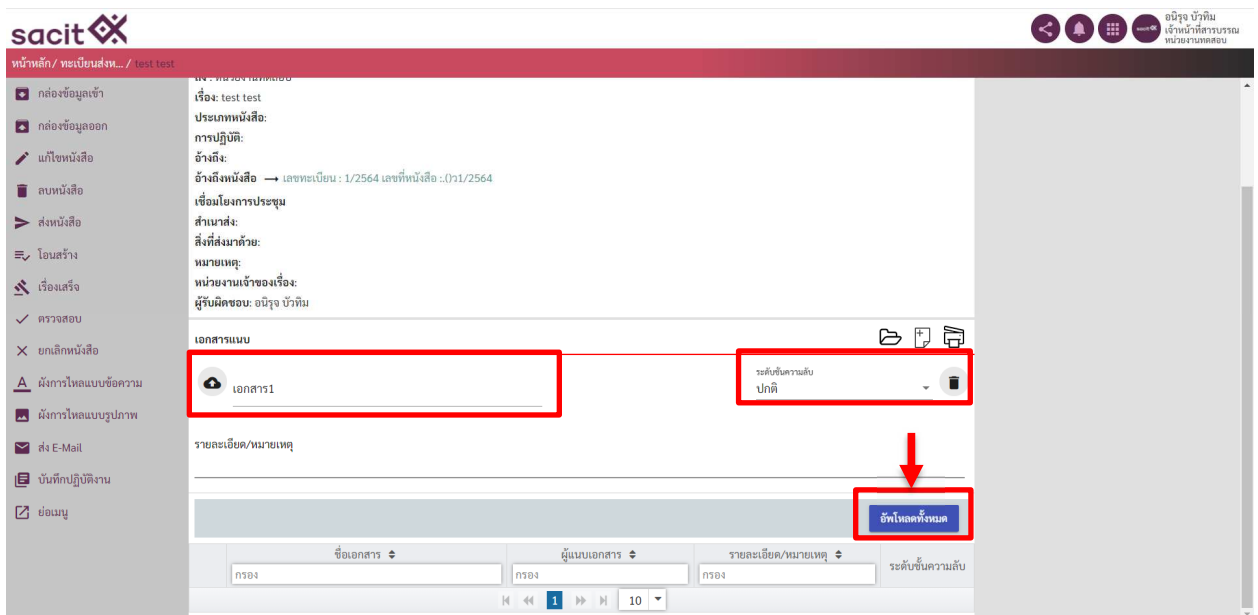 sacit
อนิรุจ บัวทิม
เจ้าหน้าที่สารบรรณ
หน่วยงานทดสอบ
หน้าหลัก/ ทะเบียนส่งห... / test test
กล่องข้อมูลเข้า
กล่องข้อมูลออก
แก้ไขหนังสือ
ลบหนังสือ
ส่งหนังสือ
โอนสร้าง
เรื่องเสร็จ
ตรวจสอบ
ยกเลิกหนังสือ
ผังการไหลแบบข้อความ
ผังการไหลแบบรูปภาพ
ส่ง E-Mail
บันทึกปฏิบัติงาน
ย่อเมนู
ถึง : หน่วยงานทดสอบ
เรื่อง: test test
ประเภทหนังสือ:
การปฏิบัติ:
อ้างถึง:
อ้างถึงหนังสือ → เลขทะเบียน : 1/2564 เลขที่หนังสือ :.()ว1/2564
เชื่อมโยงการประชุม
สำเนาส่ง:
สิ่งที่ส่งมาด้วย:
หมายเหตุ:
หน่วยงานเจ้าของเรื่อง:
ผู้รับผิดชอบ: อนิรุจ บัวทิม
เอกสารแนบ
เอกสาร1
ระดับชั้นความลับ
ปกติ
รายละเอียด/หมายเหตุ
อัพโหลดทั้งหมด
ชื่อเอกสาร ผู้แนบเอกสาร รายละเอียด/หมายเหตุ ระดับชั้นความลับ
กรอง กรอง กรอง
1 10